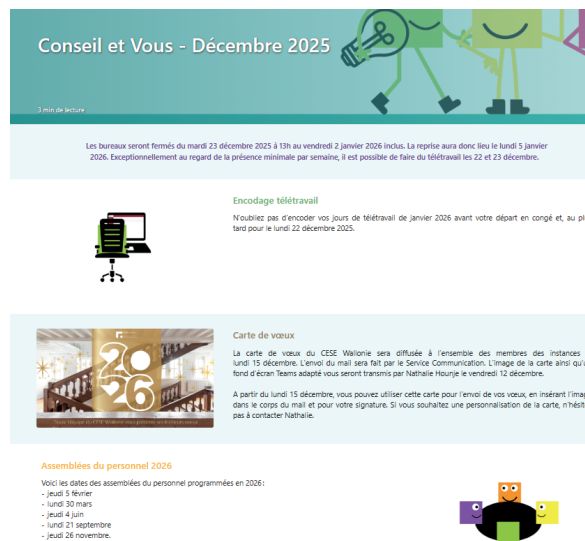 Conseil et Vous - Décembre 2025
3 min de lecture
Les bureaux seront fermés du mardi 23 décembre 2025 à 13h au vendredi 2 janvier 2026 inclus. La reprise aura donc lieu le lundi 5 janvier
2026. Exceptionnellement au regard de la présence minimale par semaine, il est possible de faire du télétravail les 22 et 23 décembre.
Encodage télétravail
N'oubliez pas d'encoder vos jours de télétravail de janvier 2026 avant votre départ en congé et, au pl
tard pour le lundi 22 décembre 2025.
2026
Carte de vœux
La carte de vœux du CESE Wallonie sera diffusée à l'ensemble des membres des instances
lundi 15 décembre. L'envoi du mail sera fait par le Service Communication. L'image de la carte ainsi qu'u
fond d'écran Teams adapté vous seront transmis par Nathalie Hounje le vendredi 12 décembre.
A partir du lundi 15 décembre, vous pouvez utiliser cette carte pour l'envoi de vos vœux, en insérant l'imag
dans le corps du mail et pour votre signature. Si vous souhaitez une personnalisation de la carte, n'hésite
pas à contacter Nathalie.
Assemblées du personnel 2026
Voici les dates des assemblées du personnel programmées en 2026:
- jeudi 5 février
- lundi 30 mars
- jeudi 4 juin
- lundi 21 septembre
- jeudi 26 novembre.